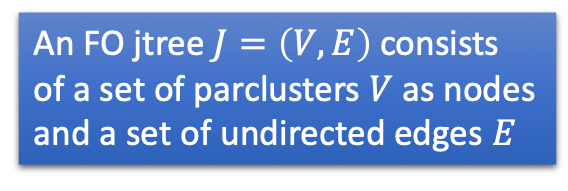 An FO jtree J = (V, E) consists
of a set of parclusters V as nodes
and a set of undirected edges E